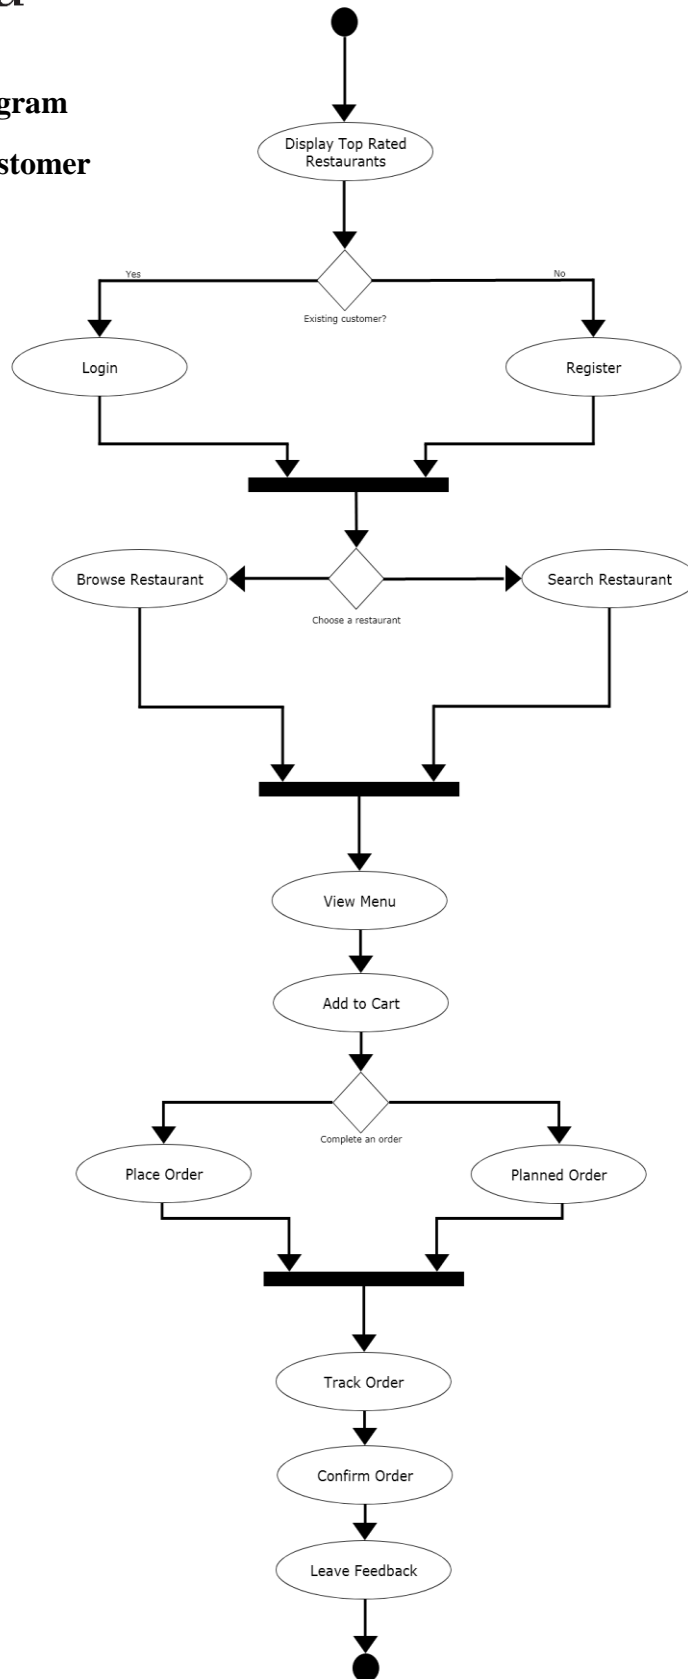 gram
stomer
Display Top Rated
Restaurants
Yes
No
Existing customer?
Login
Register
Browse Restaurant
Search Restaurant
Choose a restaurant
View Menu
Add to Cart
Complete an order
Place Order
Planned Order
Track Order
Confirm Order
Leave Feedback